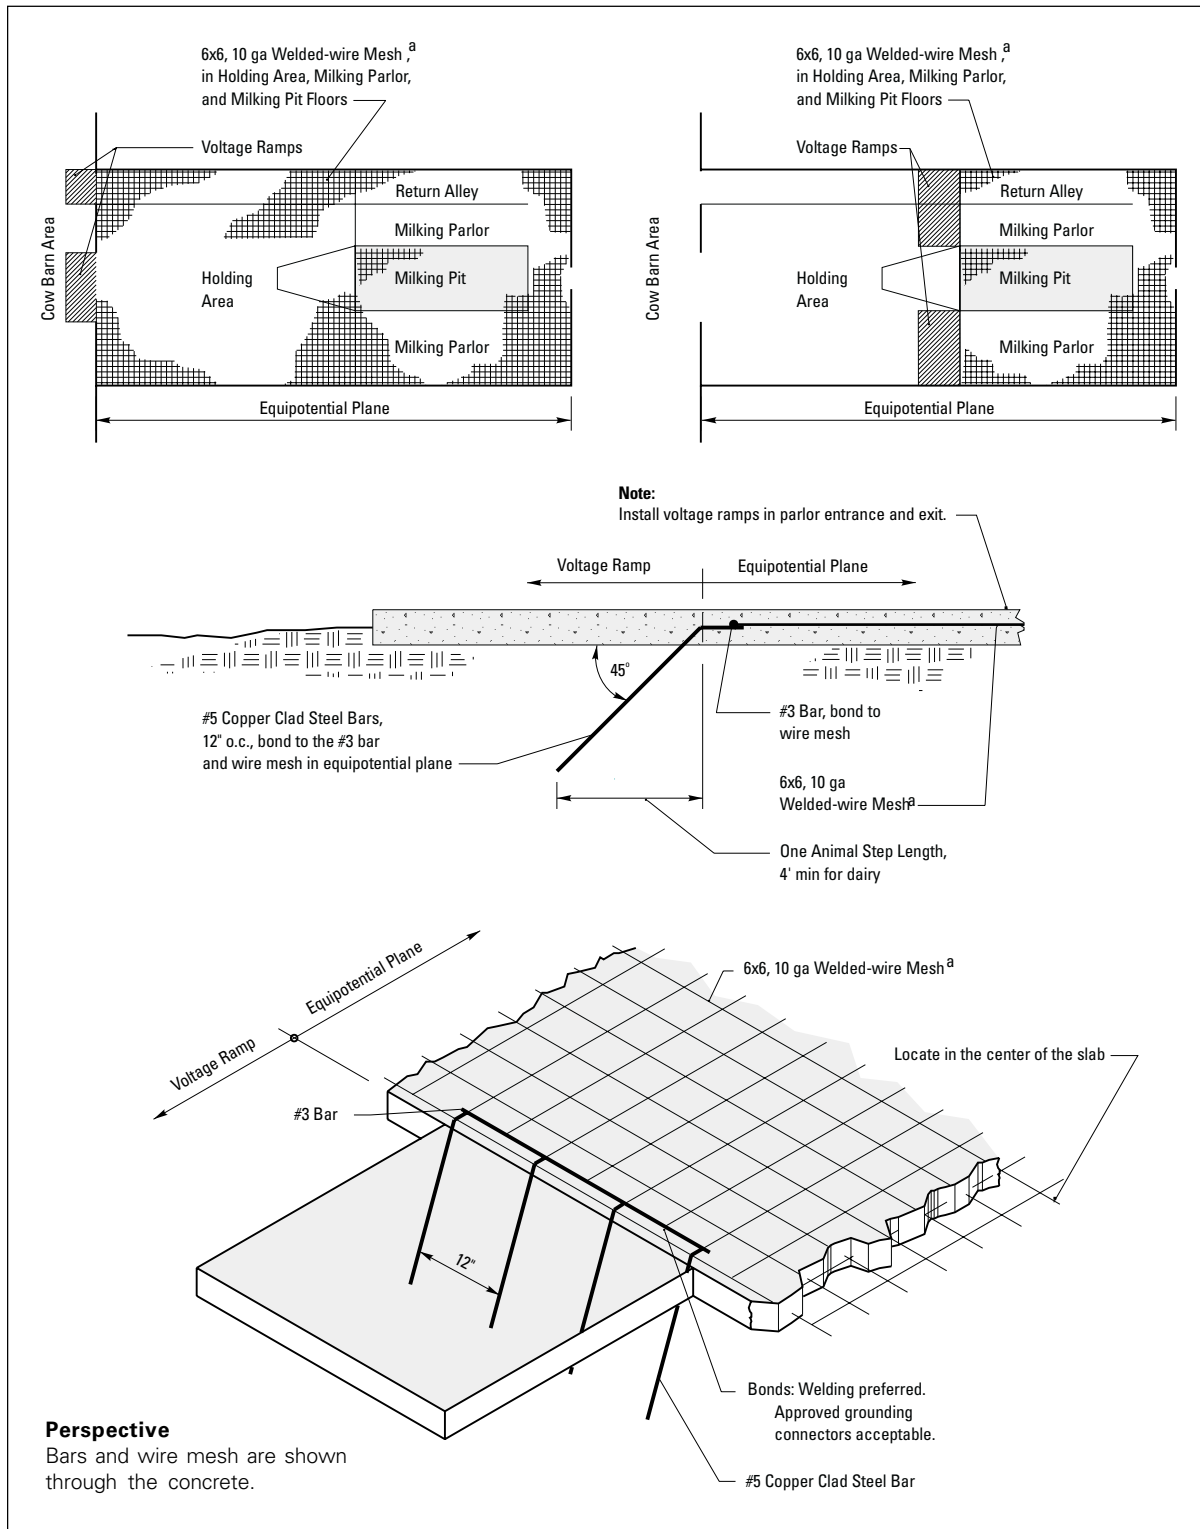 6x6, 10 ga Welded-wire Mesh ,a
in Holding Area, Milking Parlor,
and Milking Pit Floors
Voltage Ramps
Cow Barn Area
Return Alley
Milking Parlor
Holding
Area
Milking Pit
Milking Parlor
Equipotential Plane
6x6, 10 ga Welded-wire Mesh ,a
in Holding Area, Milking Parlor,
and Milking Pit Floors
Voltage Ramps
Cow Barn Area
Return Alley
Milking Parlor
Holding
Area
Milking Pit
Milking Parlor
Equipotential Plane
Note:
Install voltage ramps in parlor entrance and exit.
Voltage Ramp
Equipotential Plane
45°
#5 Copper Clad Steel Bars,
12" o.c., bond to the #3 bar
and wire mesh in equipotential plane
#3 Bar, bond to
wire mesh
6x6, 10 ga
Welded-wire Mesha
One Animal Step Length,
4' min for dairy
Equipotential Plane
Voltage Ramp
6x6, 10 ga Welded-wire Mesha
Locate in the center of the slab
#3 Bar
12"
Bonds: Welding preferred.
Approved grounding
connectors acceptable.
#5 Copper Clad Steel Bar
Perspective
Bars and wire mesh are shown
through the concrete.